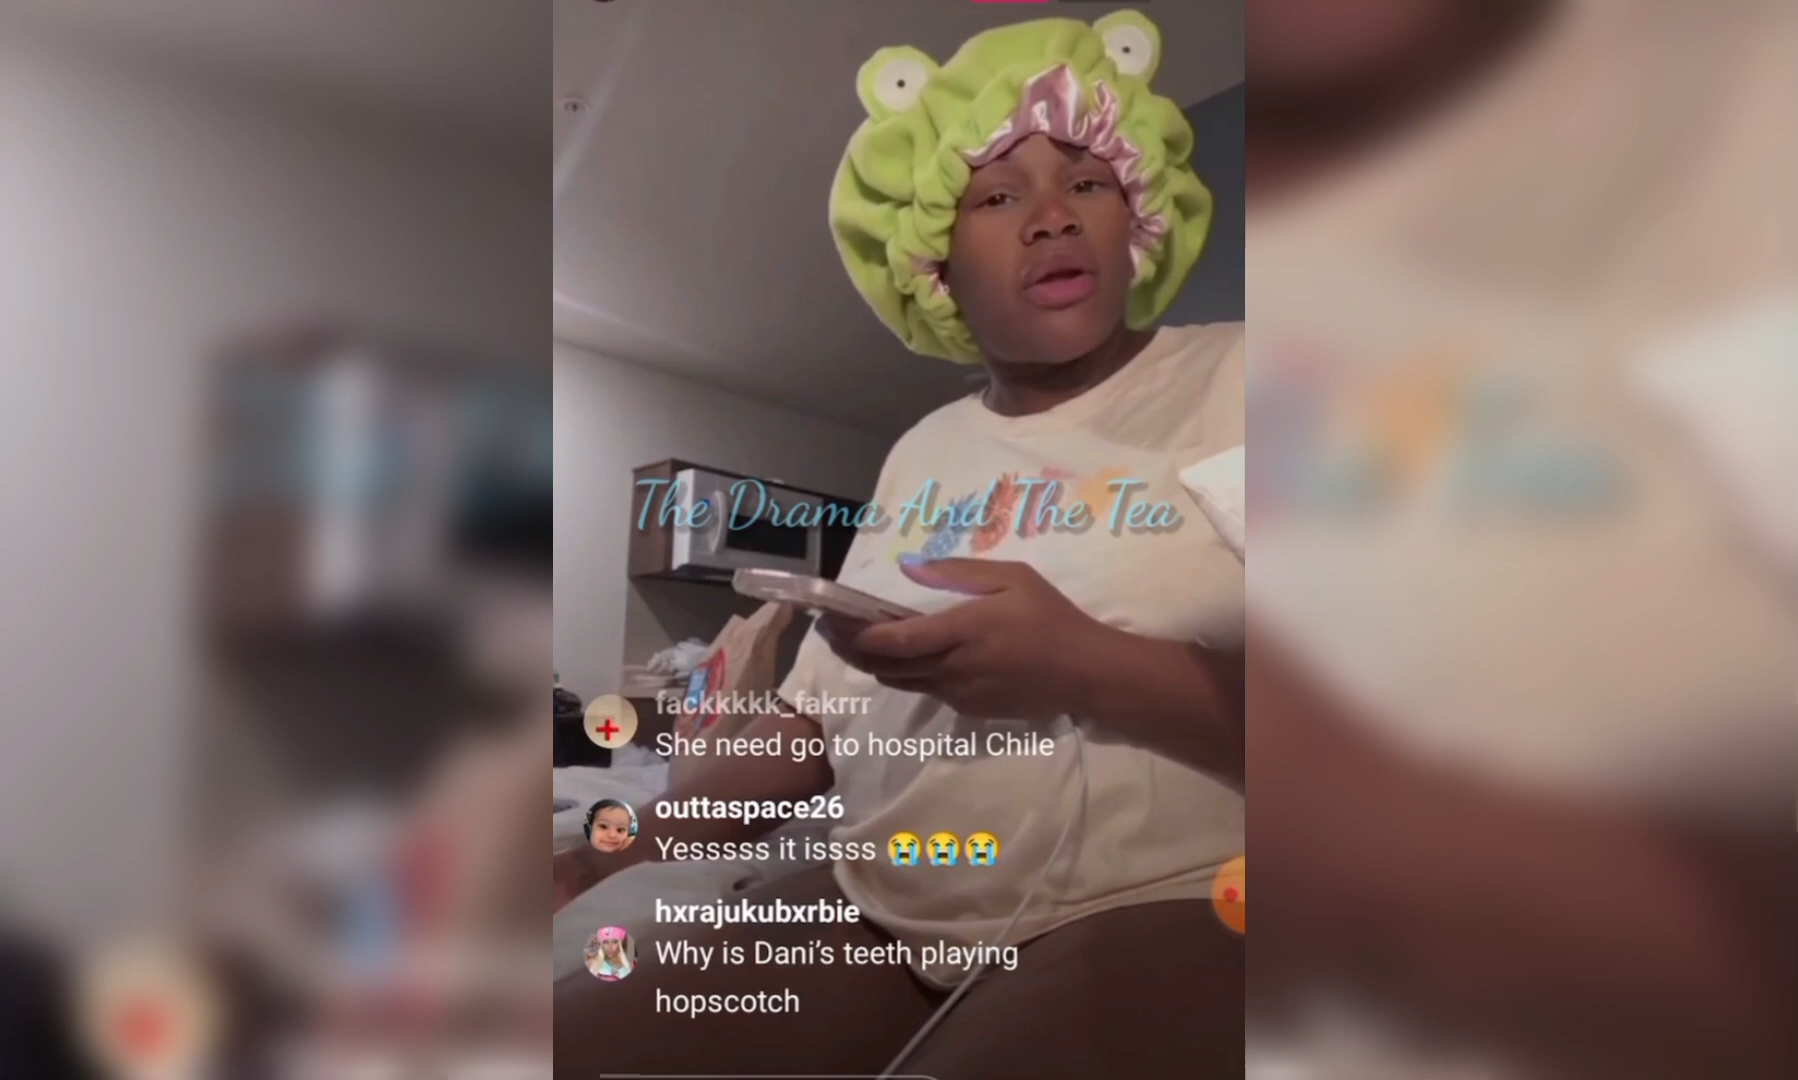 The Drama And The Tea
fackkkkk_fakrrr
She need go to hospital Chile
outtaspace26
Yesssss it issss 😭😭😭
hxrajukubxrbie
Why is Dani’s teeth playing
hopscotch